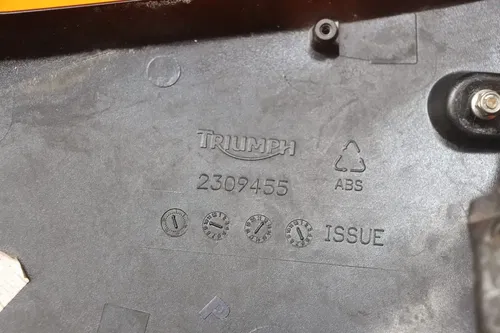 TRIUMPH
2309455
ABS
ISSUE